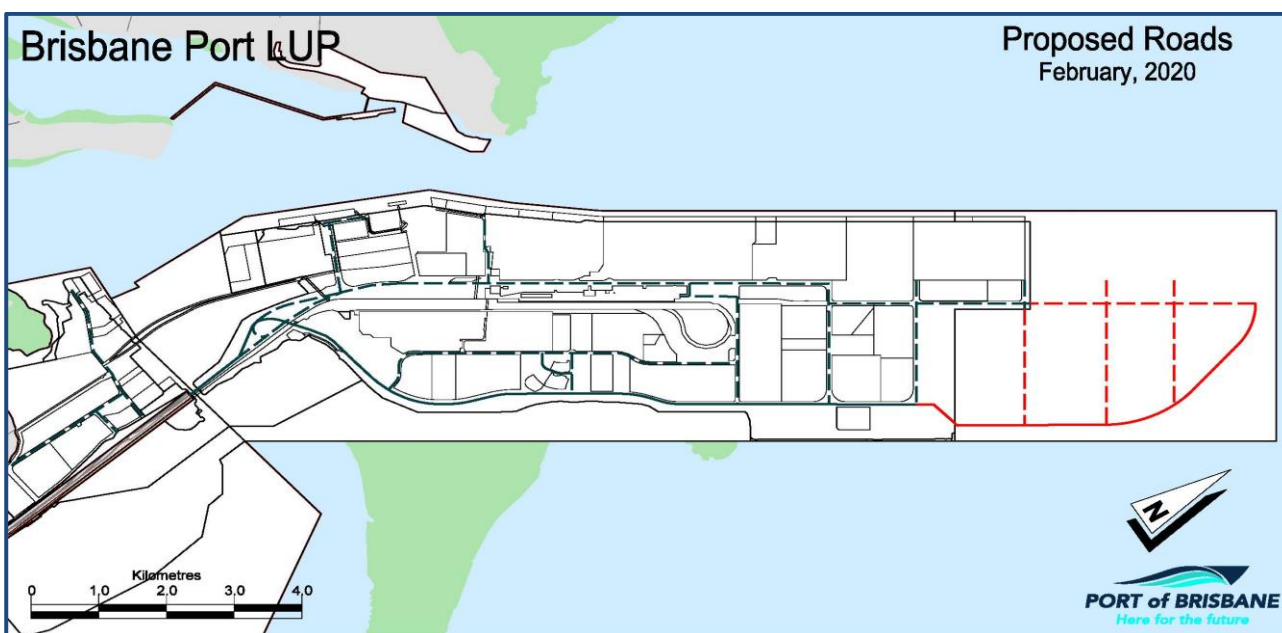 Brisbane Port LUP
Proposed Roads
February, 2020
Kilometres
0 1.0 2.0 3.0 4.0
N
PORT of BRISBANE
Here for the future